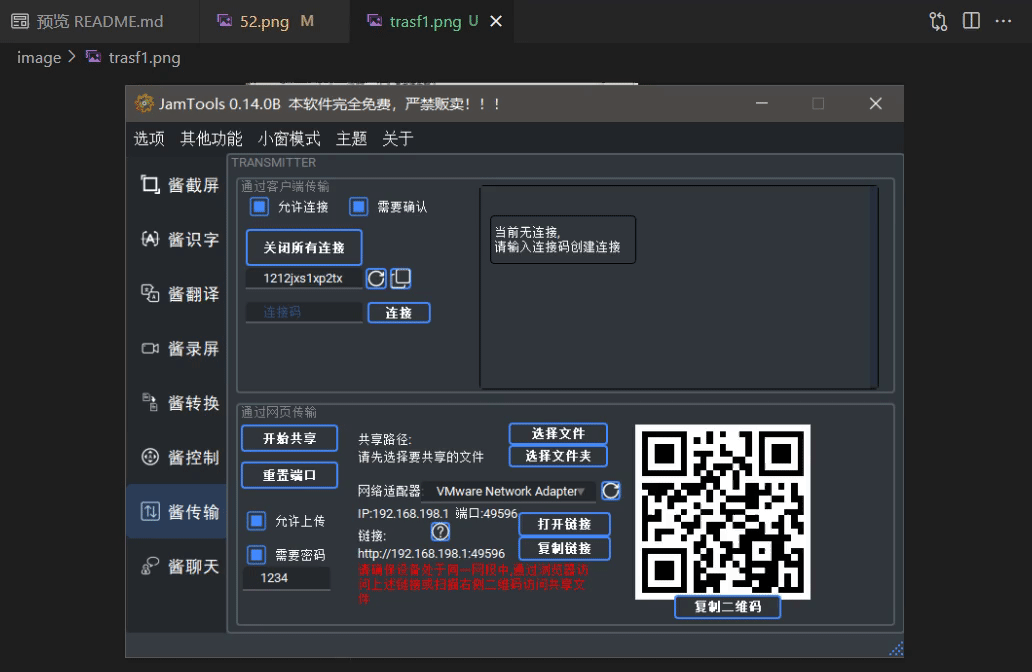 预览 README.md
52.png M
trasf1.png U
image > trasf1.png
JamTools 0.14.0B 本软件完全免费，严禁贩卖！！！
选项 其他功能 小窗模式 主题 关于
TRANSMITTER
酱截屏
酱识字
酱翻译
酱录屏
酱转换
酱控制
酱传输
酱聊天
通过客户端传输
允许连接 需要确认
关闭所有连接
1212jxs1xp2tx
连接码 连接
当前无连接,
请输入连接码创建连接
通过网页传输
开始共享
重置端口
允许上传
需要密码
1234
共享路径:
请先选择要共享的文件
选择文件
选择文件夹
网络适配器 VMware Network Adapter
IP:192.168.198.1 端口:49596
链接:
http://192.168.198.1:49596
打开链接
复制链接
请确保设备处于同一网段中,通过浏览器访
问上述链接或扫描右侧二维码访问共享文
件
复制二维码